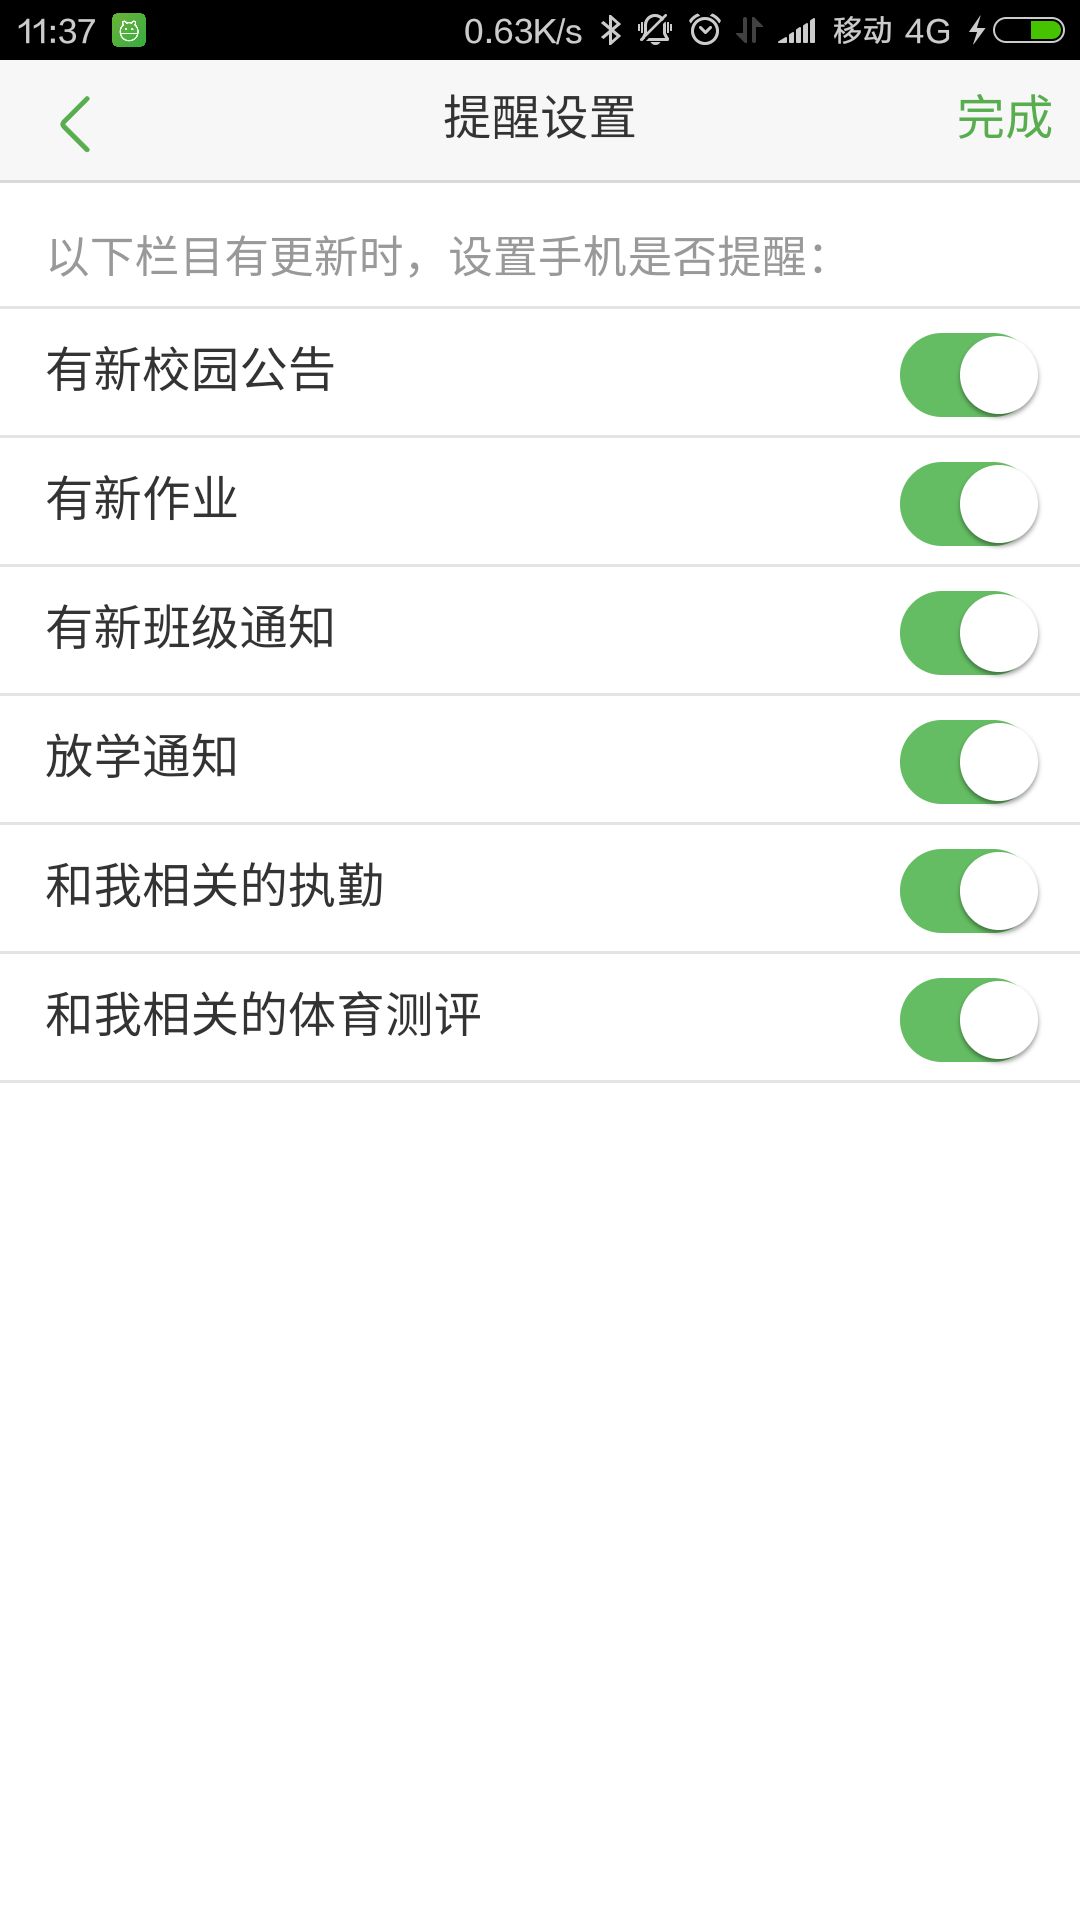 11:37 0.63K/s 移动 4G
提醒设置 完成
以下栏目有更新时，设置手机是否提醒：
有新校园公告
有新作业
有新班级通知
放学通知
和我相关的执勤
和我相关的体育测评